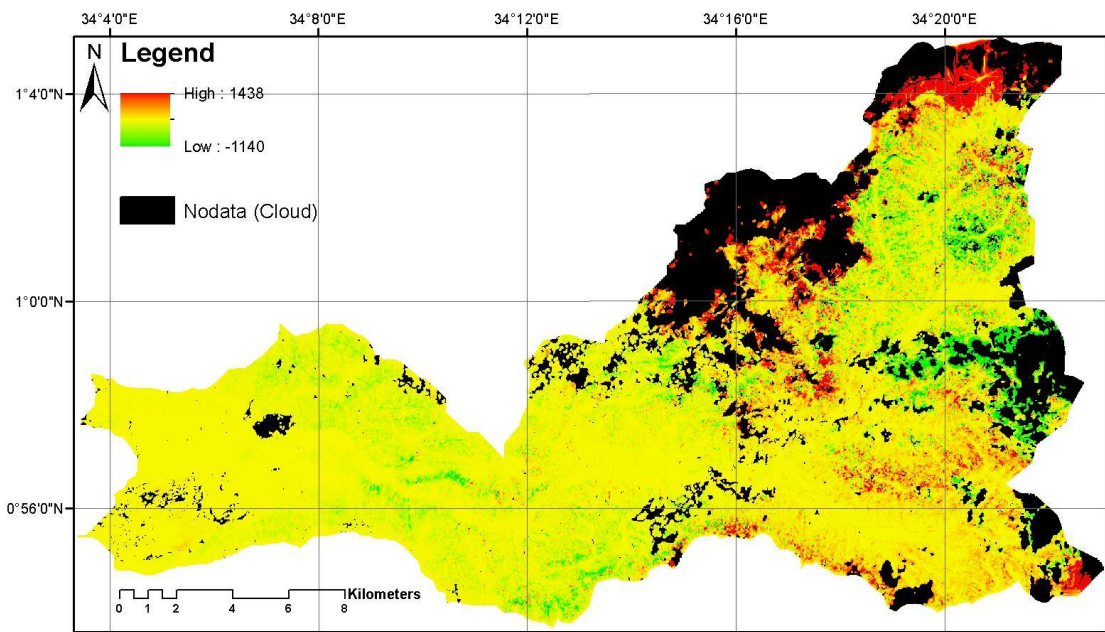 34°4'0"E 34°8'0"E 34°12'0"E 34°16'0"E 34°20'0"E
N
Legend
High : 1438
Low : -1140
Nodata (Cloud)
1°4'0"N
1°0'0"N
0°56'0"N
Kilometers
0 1 2 4 6 8